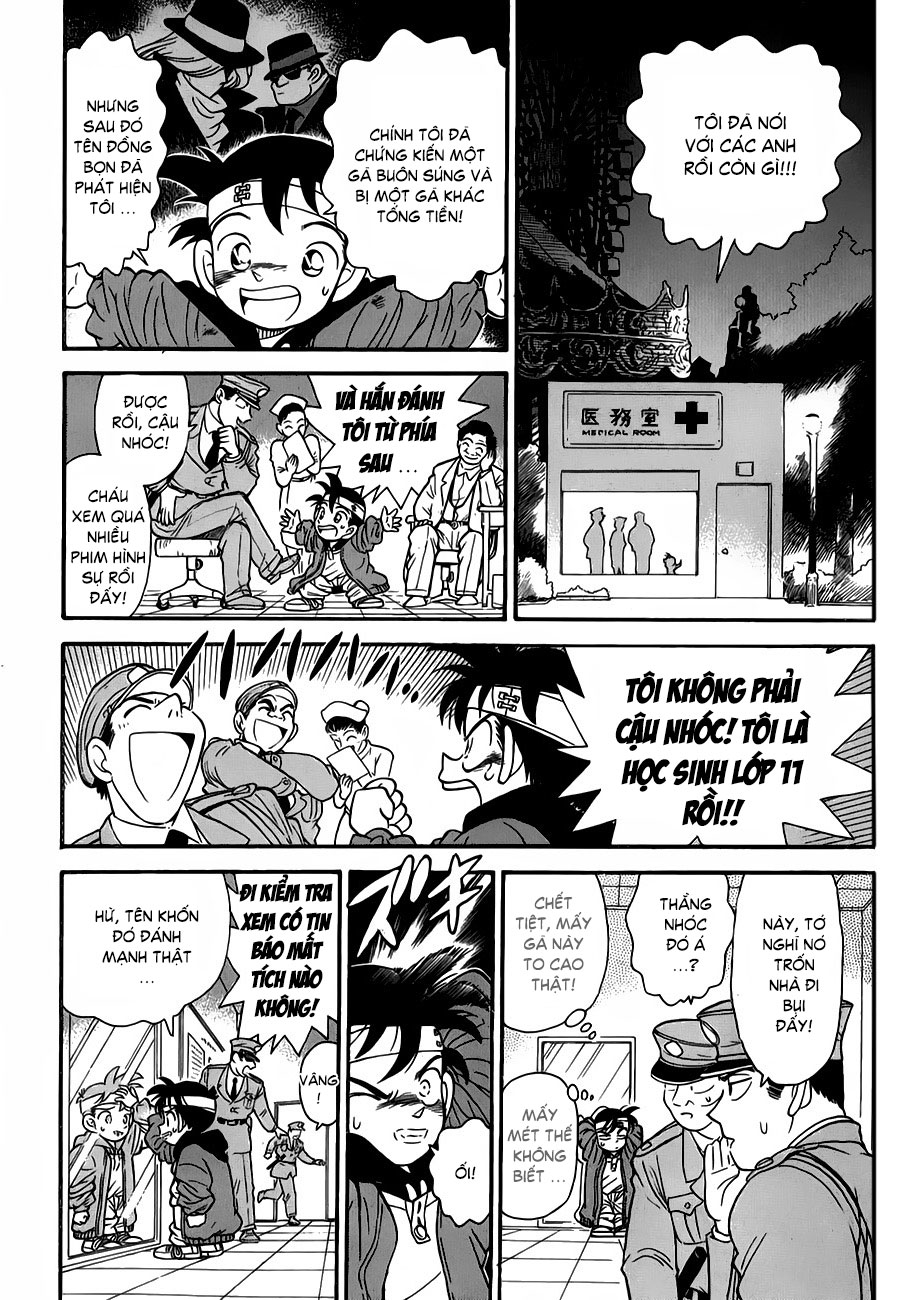 TÔI ĐÃ NÓI
VỚI CÁC ANH
RỒI CÒN GÌ!!!
医務室
MEDICAL ROOM
CHÍNH TÔI ĐÃ
CHỨNG KIẾN MỘT
GÃ BUÔN SÚNG VÀ
BỊ MỘT GÃ KHÁC
TỐNG TIỀN!
NHƯNG
SAU ĐÓ
TÊN ĐỒNG
BỌN ĐÃ
PHÁT HIỆN
TÔI ...
VÀ HẮN ĐÁNH
TÔI TỪ PHÍA
SAU ...
ĐƯỢC
RỒI, CẬU
NHÓC!
CHÁU
XEM QUÁ
NHIỀU
PHIM HÌNH
SỰ RỒI
ĐẤY!
TÔI KHÔNG PHẢI
CẬU NHÓC! TÔI LÀ
HỌC SINH LỚP 11
RỒI!!
NÀY, TỚ
NGHĨ NÓ
TRỐN
NHÀ ĐI
BỤI
ĐẤY!
THẰNG
NHÓC
ĐÓ Á
...?
CHẾT
TIỆT, MẤY
GÃ NÀY
TO CAO
THẬT!
MẤY
MÉT THẾ
KHÔNG
BIẾT ...
ズキ
ỐI!
ĐI KIỂM TRA
XEM CÓ TIN
BÁO MẤT
TÍCH NÀO
KHÔNG!
VÂNG
!
HỪ, TÊN KHỐN
ĐÓ ĐÁNH
MẠNH THẬT
...